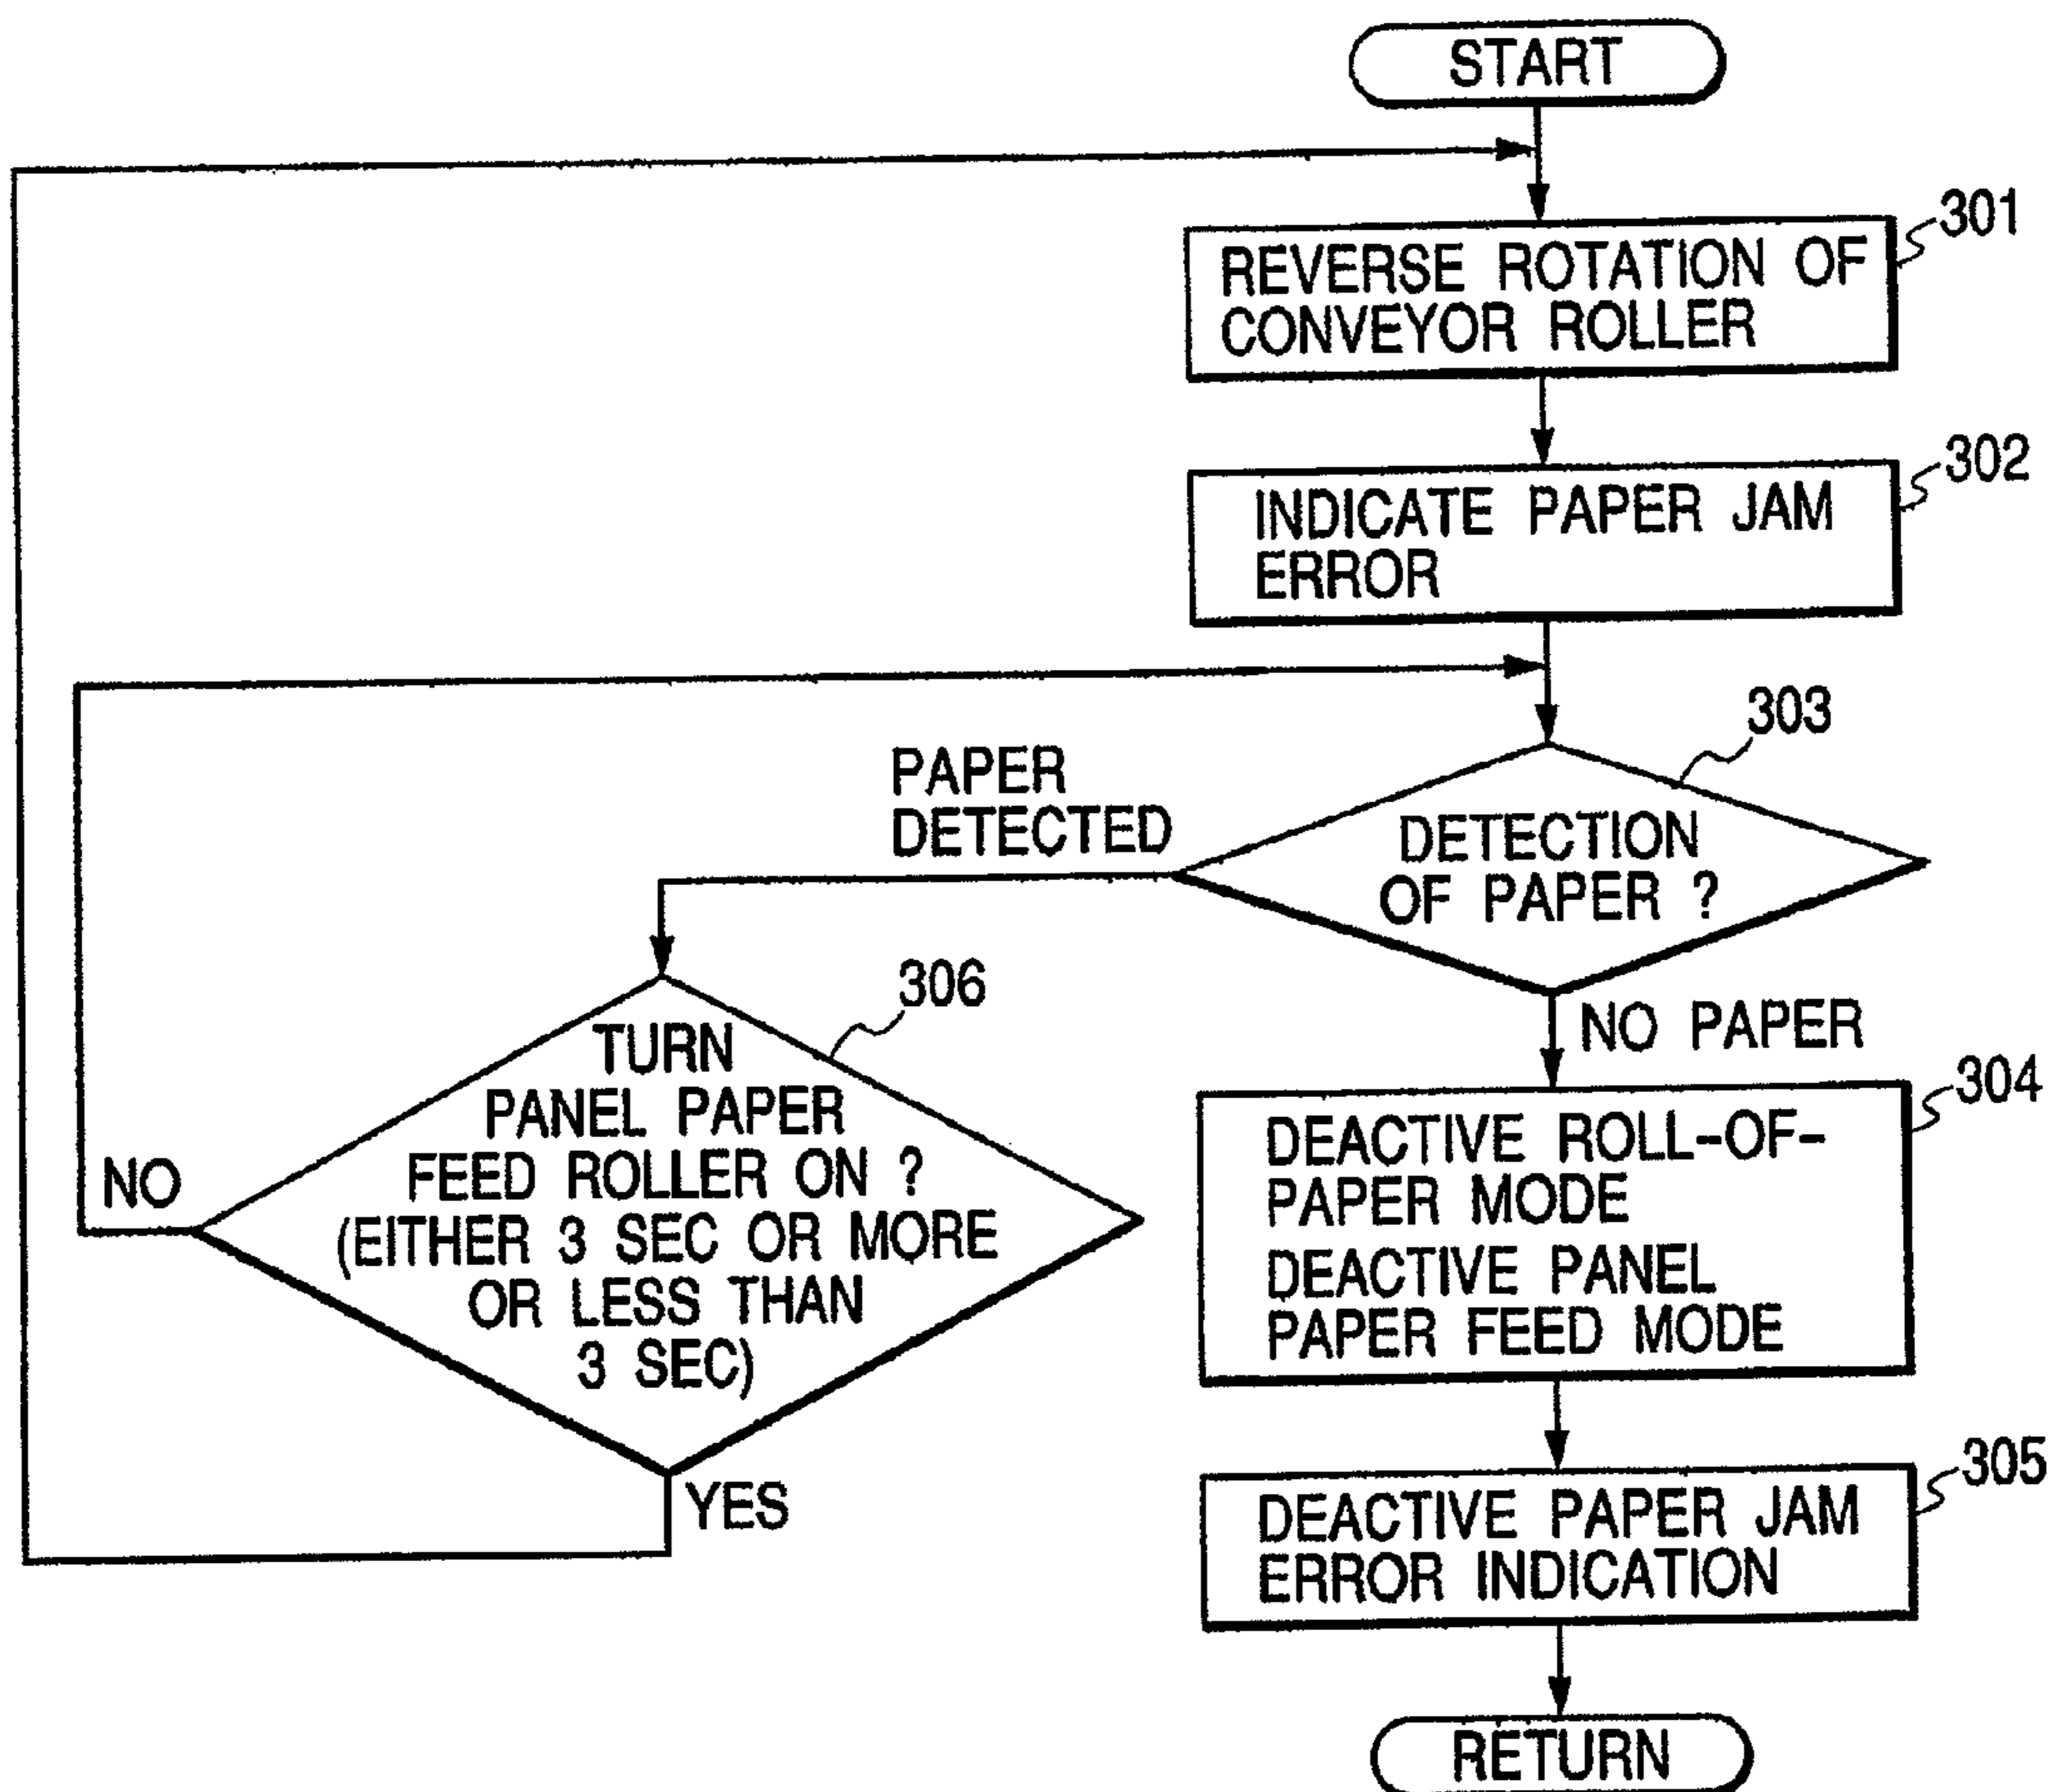 START
301
REVERSE ROTATION OF
CONVEYOR ROLLER
302
INDICATE PAPER JAM
ERROR
303
PAPER
DETECTED
DETECTION
OF PAPER ?
306
NO PAPER
TURN
PANEL PAPER
FEED ROLLER ON ?
(EITHER 3 SEC OR MORE
OR LESS THAN
3 SEC)
NO
YES
304
DEACTIVE ROLL-OF-
PAPER MODE
DEACTIVE PANEL
PAPER FEED MODE
305
DEACTIVE PAPER JAM
ERROR INDICATION
RETURN